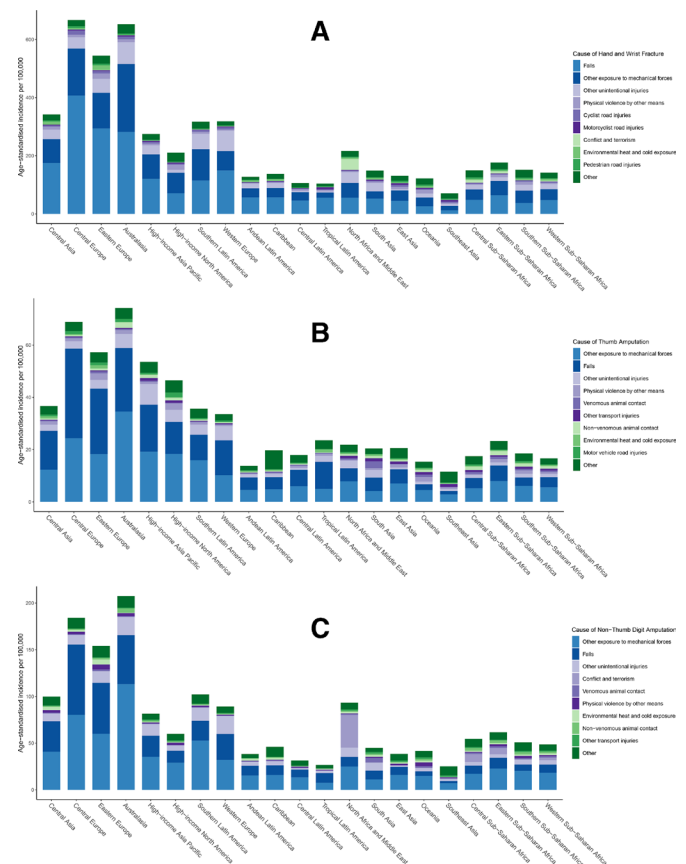 A
Age-standardised incidence per 100,000
600
400
200
0
Central Asia
Central Europe
Eastern Europe
Australasia
High-income Asia Pacific
High-income North America
Southern Latin America
Western Europe
Andean Latin America
Caribbean
Central Latin America
Tropical Latin America
North Africa and Middle East
South Asia
East Asia
Oceania
Southeast Asia
Central Sub-Saharan Africa
Eastern Sub-Saharan Africa
Southern Sub-Saharan Africa
Western Sub-Saharan Africa
Cause of Hand and Wrist Fracture
Falls
Other exposure to mechanical forces
Other unintentional injuries
Physical violence by other means
Cyclist road injuries
Motorcyclist road injuries
Conflict and terrorism
Environmental heat and cold exposure
Pedestrian road injuries
Other
B
Age-standardised incidence per 100,000
60
40
20
0
Central Asia
Central Europe
Eastern Europe
Australasia
High-income Asia Pacific
High-income North America
Southern Latin America
Western Europe
Andean Latin America
Caribbean
Central Latin America
Tropical Latin America
North Africa and Middle East
South Asia
East Asia
Oceania
Southeast Asia
Central Sub-Saharan Africa
Eastern Sub-Saharan Africa
Southern Sub-Saharan Africa
Western Sub-Saharan Africa
Cause of Thumb Amputation
Other exposure to mechanical forces
Falls
Other unintentional injuries
Physical violence by other means
Venomous animal contact
Other transport injuries
Non-venomous animal contact
Environmental heat and cold exposure
Motor vehicle road injuries
Other
C
Age-standardised incidence per 100,000
200
150
100
50
0
Central Asia
Central Europe
Eastern Europe
Australasia
High-income Asia Pacific
High-income North America
Southern Latin America
Western Europe
Andean Latin America
Caribbean
Central Latin America
Tropical Latin America
North Africa and Middle East
South Asia
East Asia
Oceania
Southeast Asia
Central Sub-Saharan Africa
Eastern Sub-Saharan Africa
Southern Sub-Saharan Africa
Western Sub-Saharan Africa
Cause of Non-Thumb Digit Amputation
Other exposure to mechanical forces
Falls
Other unintentional injuries
Conflict and terrorism
Venomous animal contact
Physical violence by other means
Environmental heat and cold exposure
Non-venomous animal contact
Other transport injuries
Other